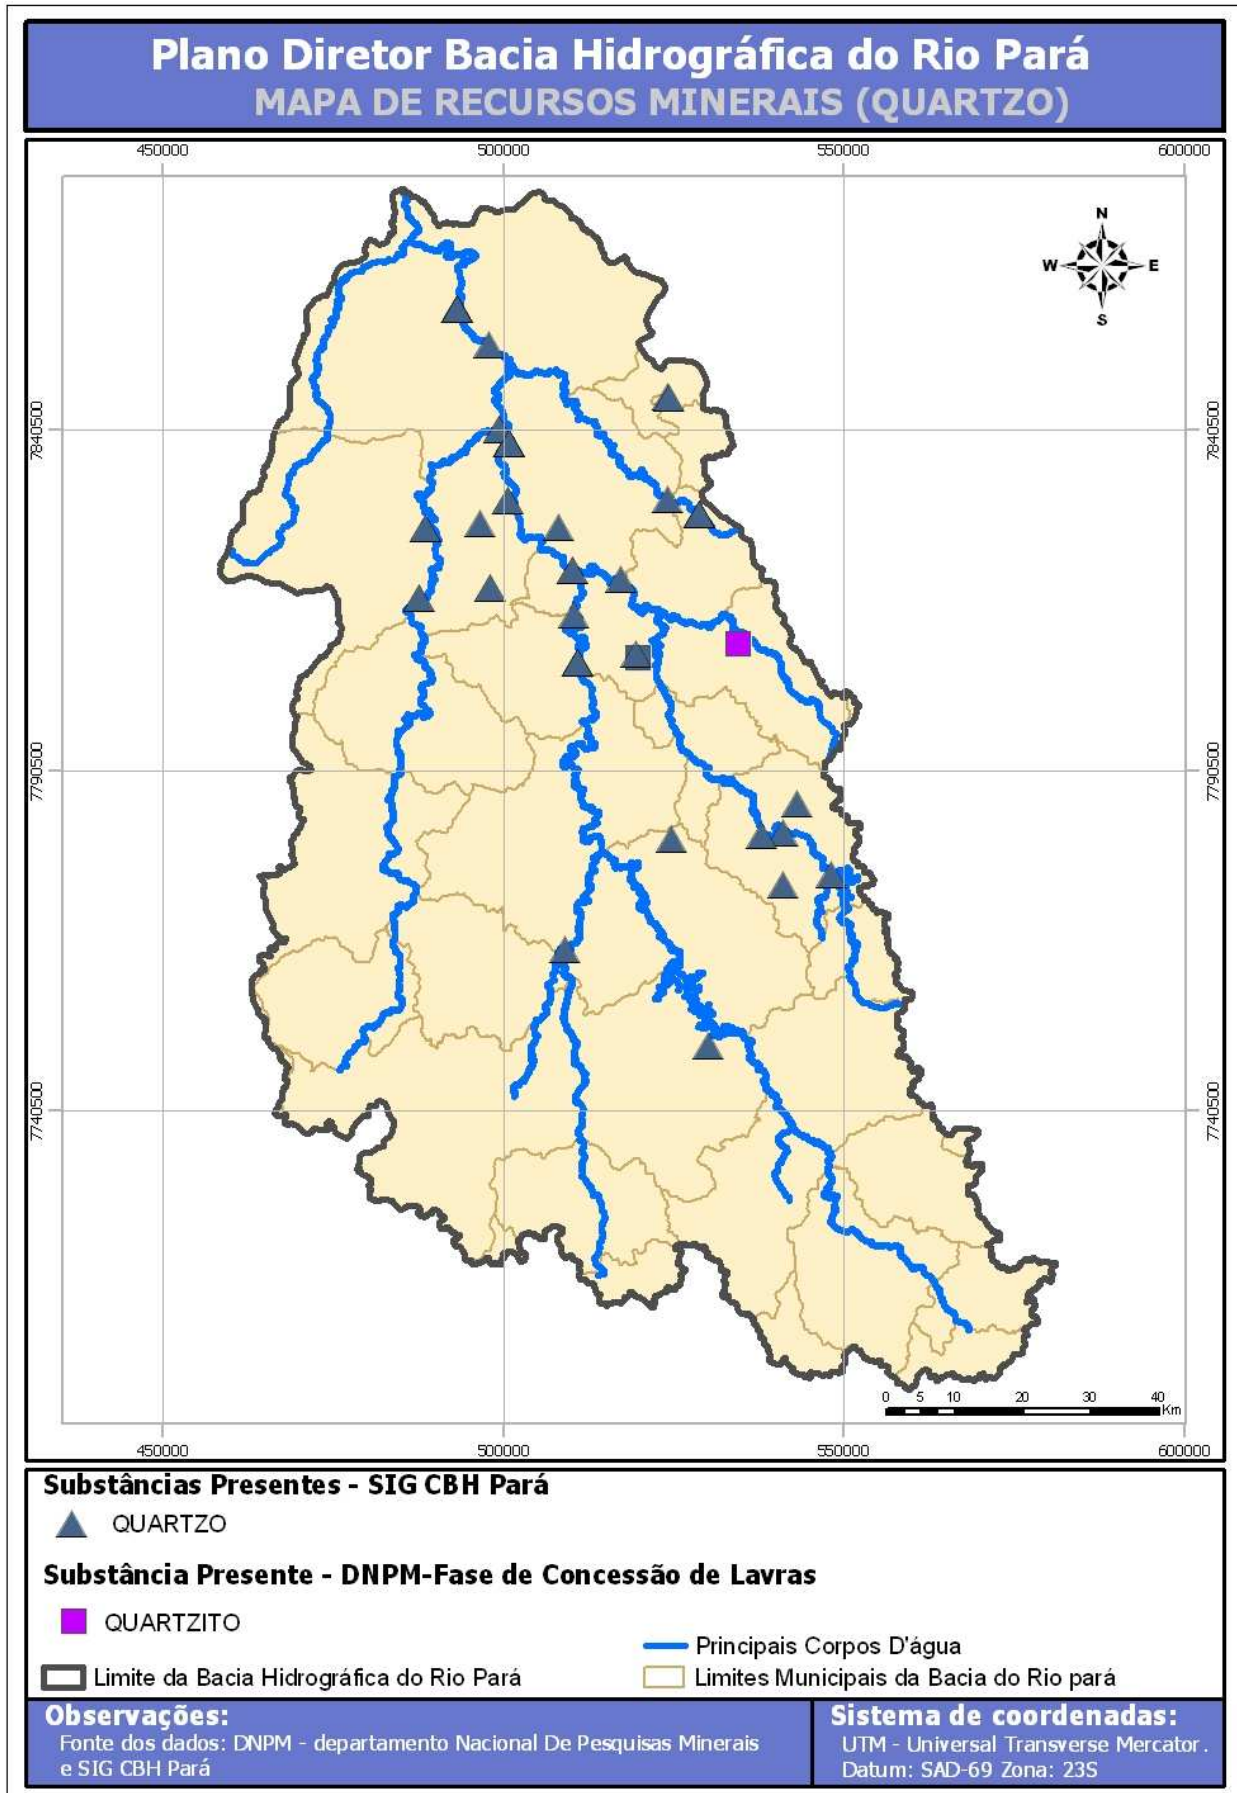 Plano Diretor Bacia Hidrográfica do Rio Pará
MAPA DE RECURSOS MINERAIS (QUARTZO)
450000 500000 550000 600000
N
W E
S
7840500 7840500
7790500 7790500
7740500 7740500
0 5 10 20 30 40
Km
450000 500000 550000 600000
Substâncias Presentes - SIG CBH Pará
QUARTZO
Substância Presente - DNPM-Fase de Concessão de Lavras
QUARTZITO
Principais Corpos D'água
Limite da Bacia Hidrográfica do Rio Pará
Limites Municipais da Bacia do Rio pará
Observações:
Fonte dos dados: DNPM - departamento Nacional De Pesquisas Minerais
e SIG CBH Pará
Sistema de coordenadas:
UTM - Universal Transverse Mercator.
Datum: SAD-69 Zona: 23S